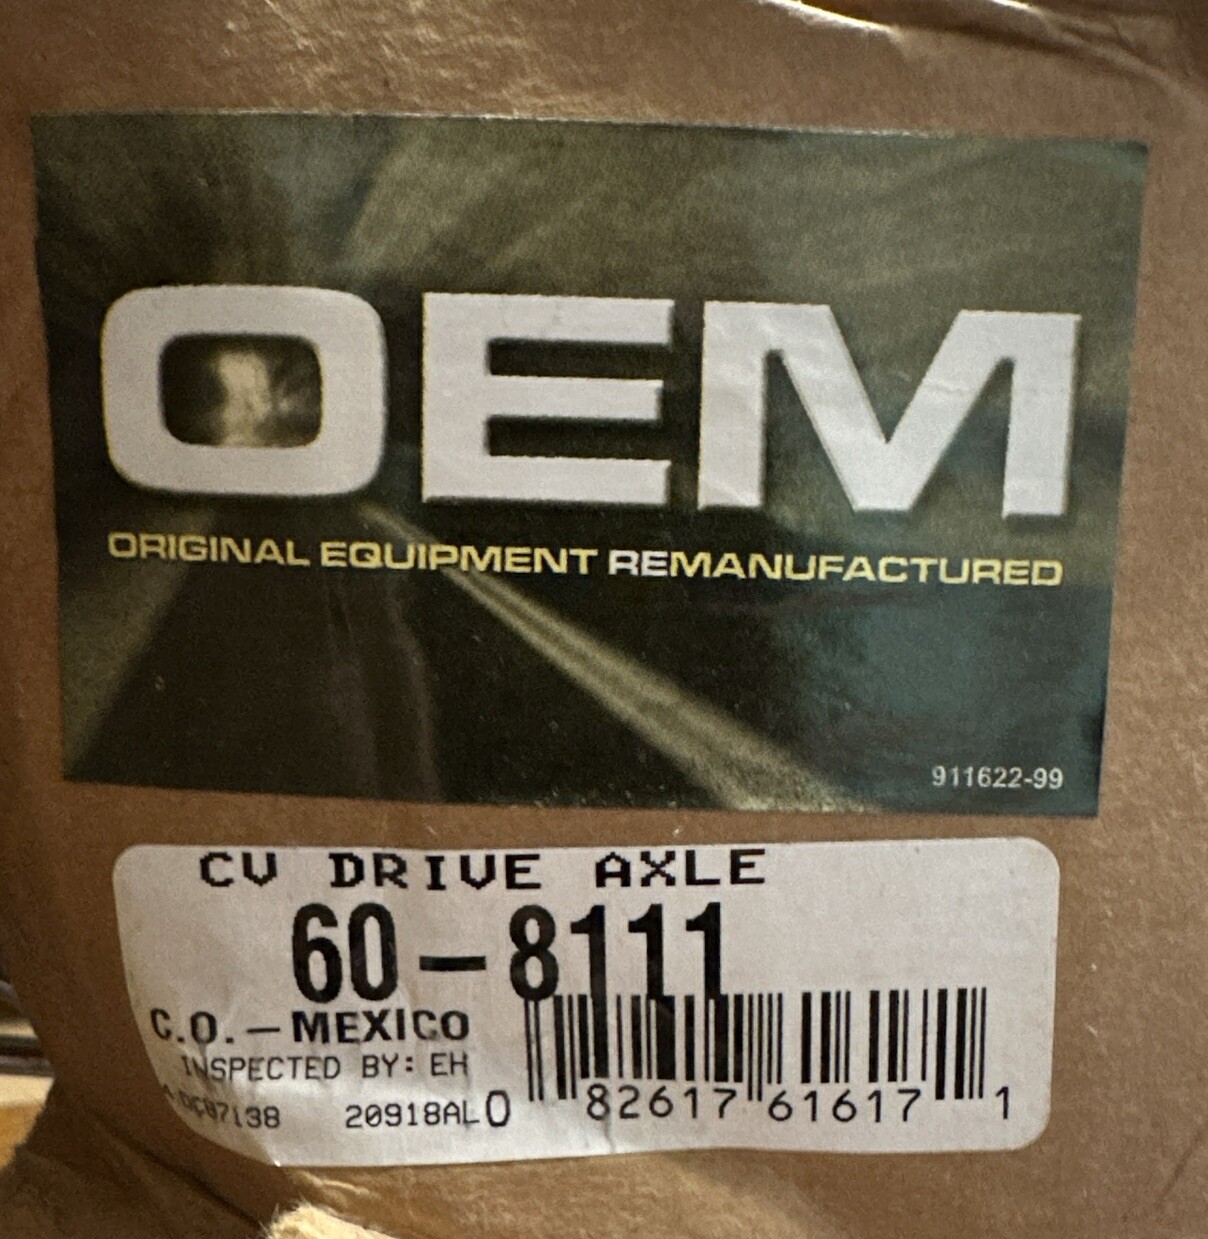 OEM
ORIGINAL EQUIPMENT REMANUFACTURED
911622-99
CV DRIVE AXLE
60-8111
C.O.-MEXICO
INSPECTED BY: EH
20918AL
0 82617 61617 1